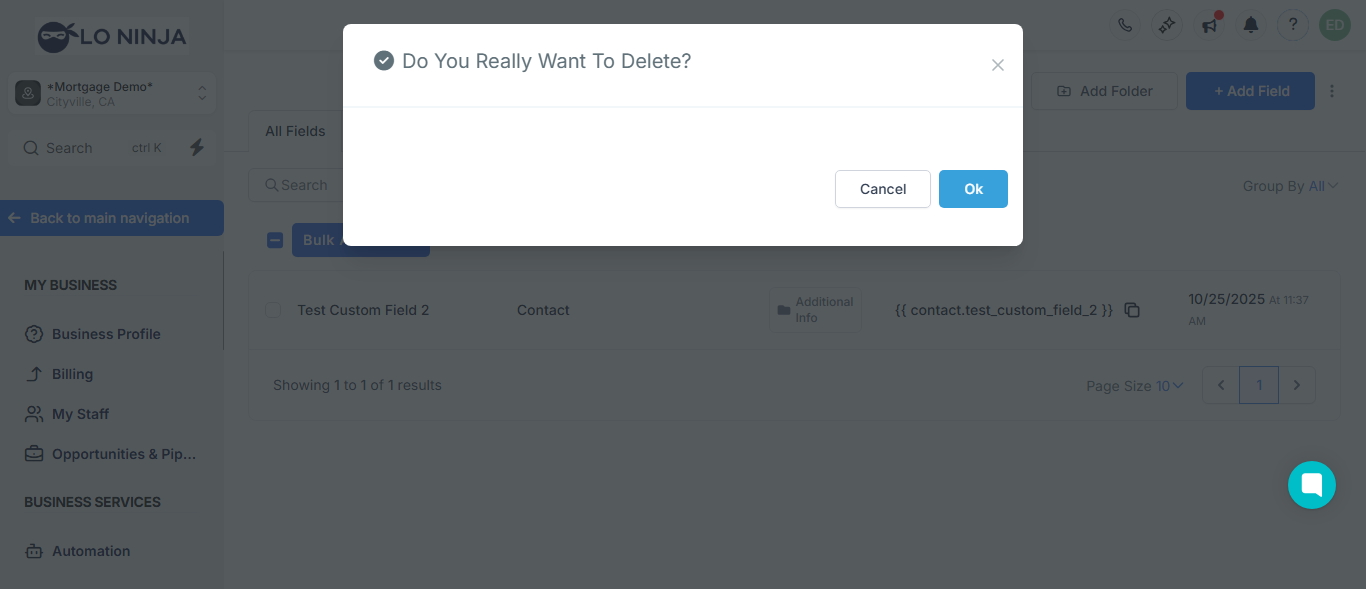 LO NINJA
*Mortgage Demo*
Cityville, CA
Search
ctrl K
Back to main navigation
MY BUSINESS
Business Profile
Billing
My Staff
Opportunities & Pip...
BUSINESS SERVICES
Automation
Do You Really Want To Delete?
Cancel
Ok
?
ED
Add Folder
+ Add Field
All Fields
Search
Group By All
Bulk
Test Custom Field 2
Contact
Additional
Info
{{ contact.test_custom_field_2 }}
10/25/2025 At 11:37
AM
Showing 1 to 1 of 1 results
Page Size 10
1